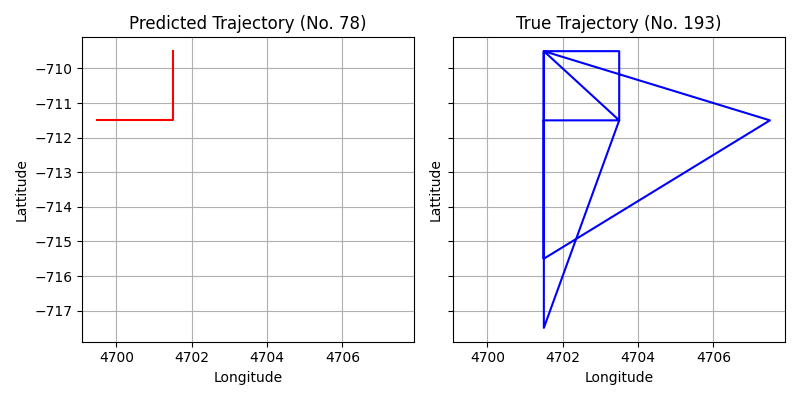 Predicted Trajectory (No. 78)
−710
−711
−712
−713
−714
−715
−716
−717
Lattitude
4700 4702 4704 4706
Longitude
True Trajectory (No. 193)
Lattitude
4700 4702 4704 4706
Longitude